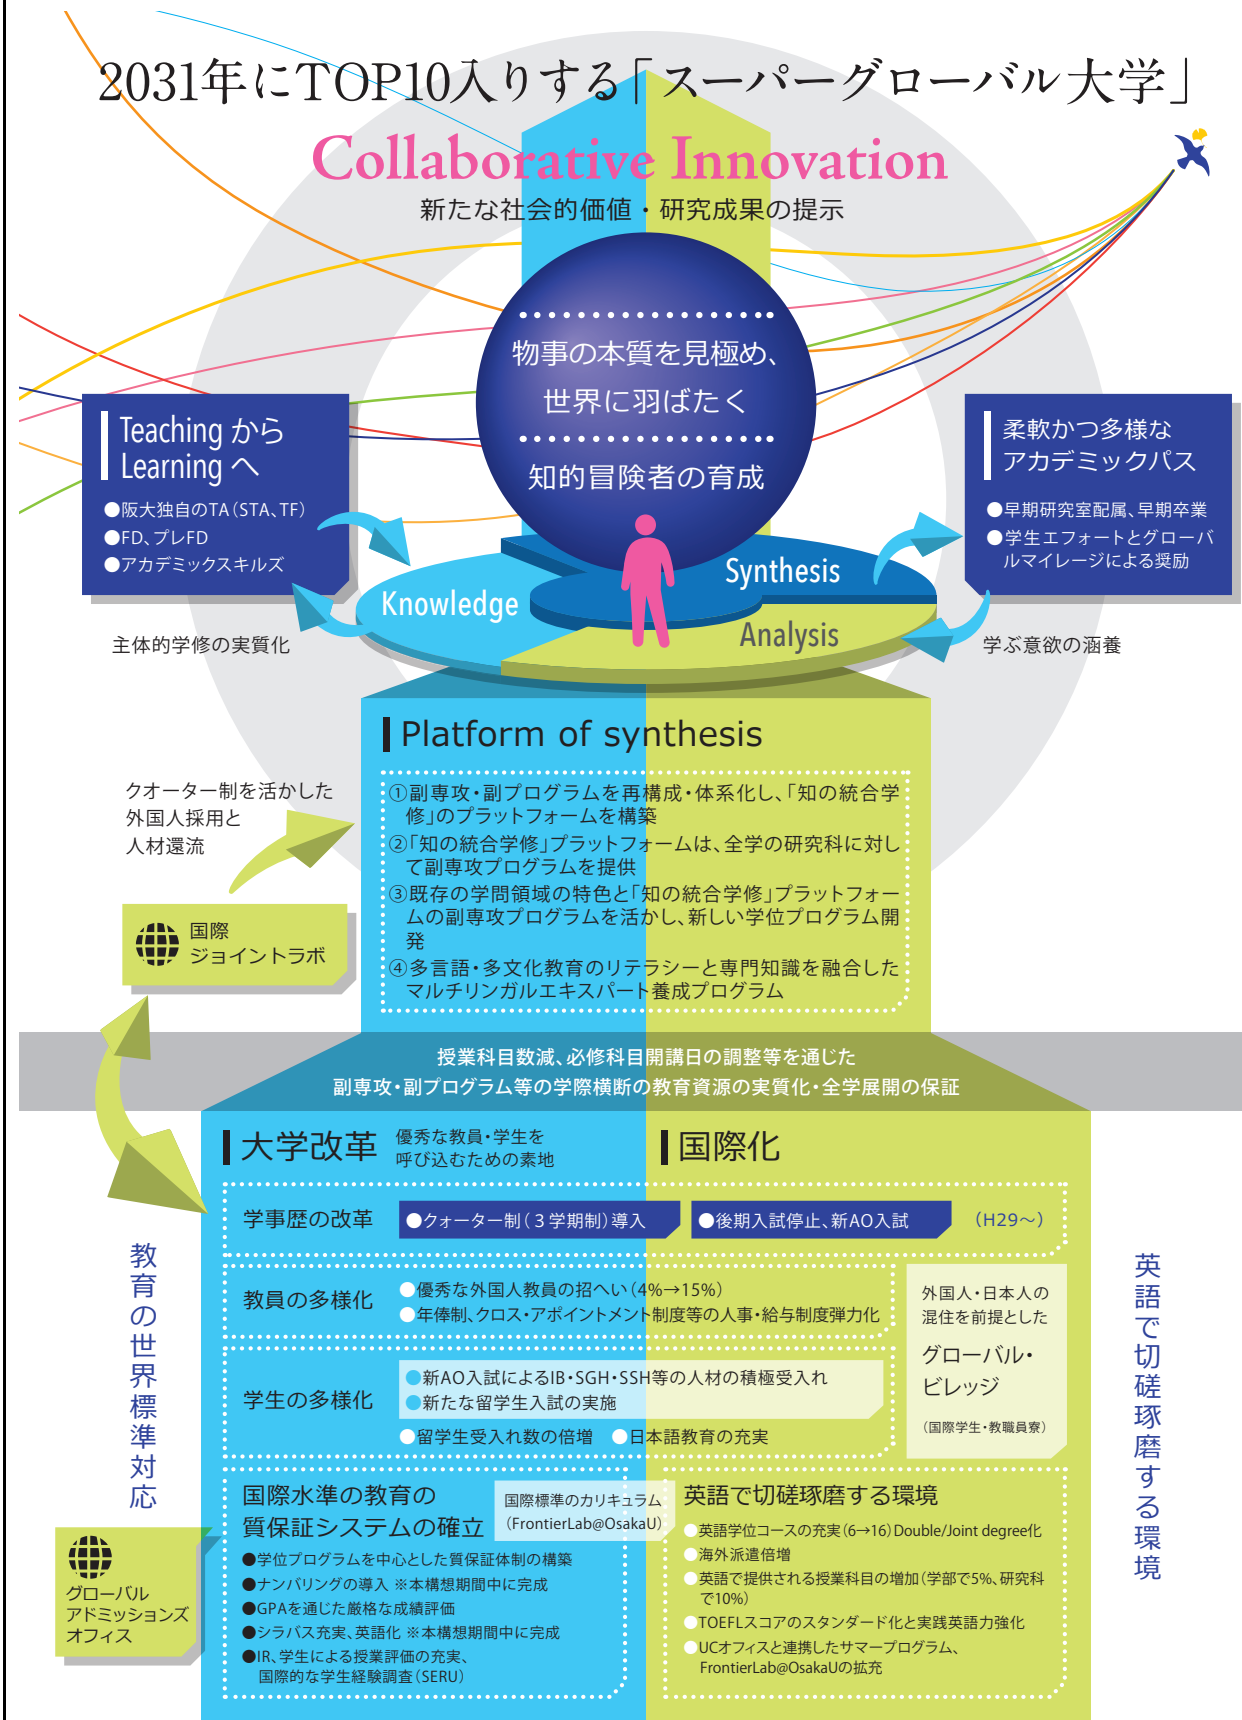 2031年にTOP10入りする「スーパーグローバル大学」
Collaborative Innovation
新たな社会的価値・研究成果の提示
物事の本質を見極め、
世界に羽ばたく
知的冒険者の育成
Teaching から
Learning へ
●阪大独自のTA（STA、TF）
●FD、プレFD
●アカデミックスキルズ
主体的学修の実質化
柔軟かつ多様な
アカデミックパス
●早期研究室配属、早期卒業
●学生エフォートとグローバ
ルマイレージによる奨励
学ぶ意欲の涵養
Knowledge
Synthesis
Analysis
Platform of synthesis
①副専攻・副プログラムを再構成・体系化し、「知の統合学
修」のプラットフォームを構築
②「知の統合学修」プラットフォームは、全学の研究科に対し
て副専攻プログラムを提供
③既存の学問領域の特色と「知の統合学修」プラットフォー
ムの副専攻プログラムを活かし、新しい学位プログラム開
発
④多言語・多文化教育のリテラシーと専門知識を融合した
マルチリンガルエキスパート養成プログラム
クオーター制を活かした
外国人採用と
人材還流
国際
ジョイントラボ
授業科目数減、必修科目開講日の調整等を通じた
副専攻・副プログラム等の学際横断の教育資源の実質化・全学展開の保証
大学改革
優秀な教員・学生を
呼び込むための素地
国際化
学事歴の改革
●クォーター制（３学期制）導入
●後期入試停止、新AO入試
（H29～）
教員の多様化
●優秀な外国人教員の招へい（4%→15%）
●年俸制、クロス・アポイントメント制度等の人事・給与制度弾力化
学生の多様化
●新AO入試によるIB・SGH・SSH等の人材の積極受入れ
●新たな留学生入試の実施
●留学生受入れ数の倍増　●日本語教育の充実
外国人・日本人の
混住を前提とした
グローバル・
ビレッジ
（国際学生・教職員寮）
教育の世界標準対応
英語で切磋琢磨する環境
国際水準の教育の
質保証システムの確立
国際標準のカリキュラム
（FrontierLab@OsakaU）
●学位プログラムを中心とした質保証体制の構築
●ナンバリングの導入 ※本構想期間中に完成
●GPAを通じた厳格な成績評価
●シラバス充実、英語化 ※本構想期間中に完成
●IR、学生による授業評価の充実、
国際的な学生経験調査（SERU）
英語で切磋琢磨する環境
●英語学位コースの充実（6→16）Double/Joint degree化
●海外派遣倍増
●英語で提供される授業科目の増加（学部で5%、研究科
で10%）
●TOEFLスコアのスタンダード化と実践英語力強化
●UCオフィスと連携したサマープログラム、
FrontierLab@OsakaUの拡充
グローバル
アドミッションズ
オフィス